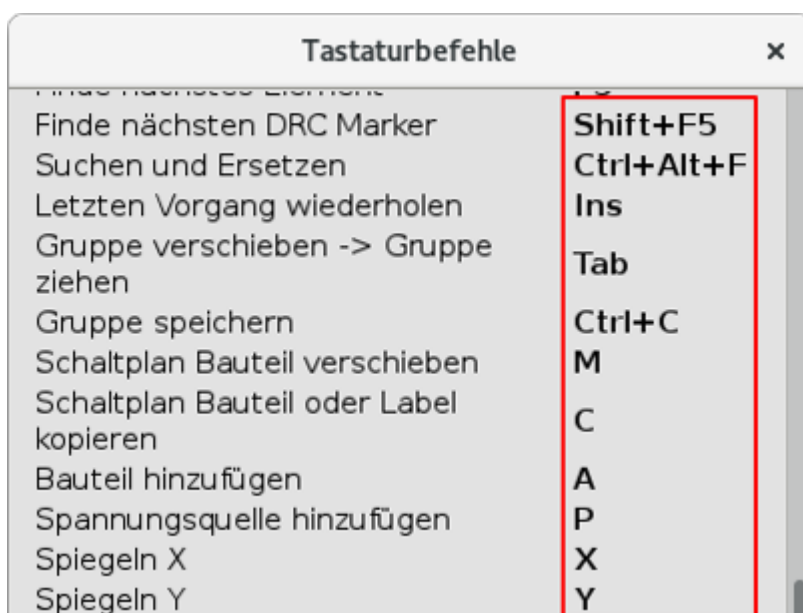 Tastaturbefehle ×
Finde nächsten DRC Marker Shift+F5
Suchen und Ersetzen Ctrl+Alt+F
Letzten Vorgang wiederholen Ins
Gruppe verschieben -> Gruppe
ziehen Tab
Gruppe speichern Ctrl+C
Schaltplan Bauteil verschieben M
Schaltplan Bauteil oder Label
kopieren C
Bauteil hinzufügen A
Spannungsquelle hinzufügen P
Spiegeln X X
Spiegeln Y Y